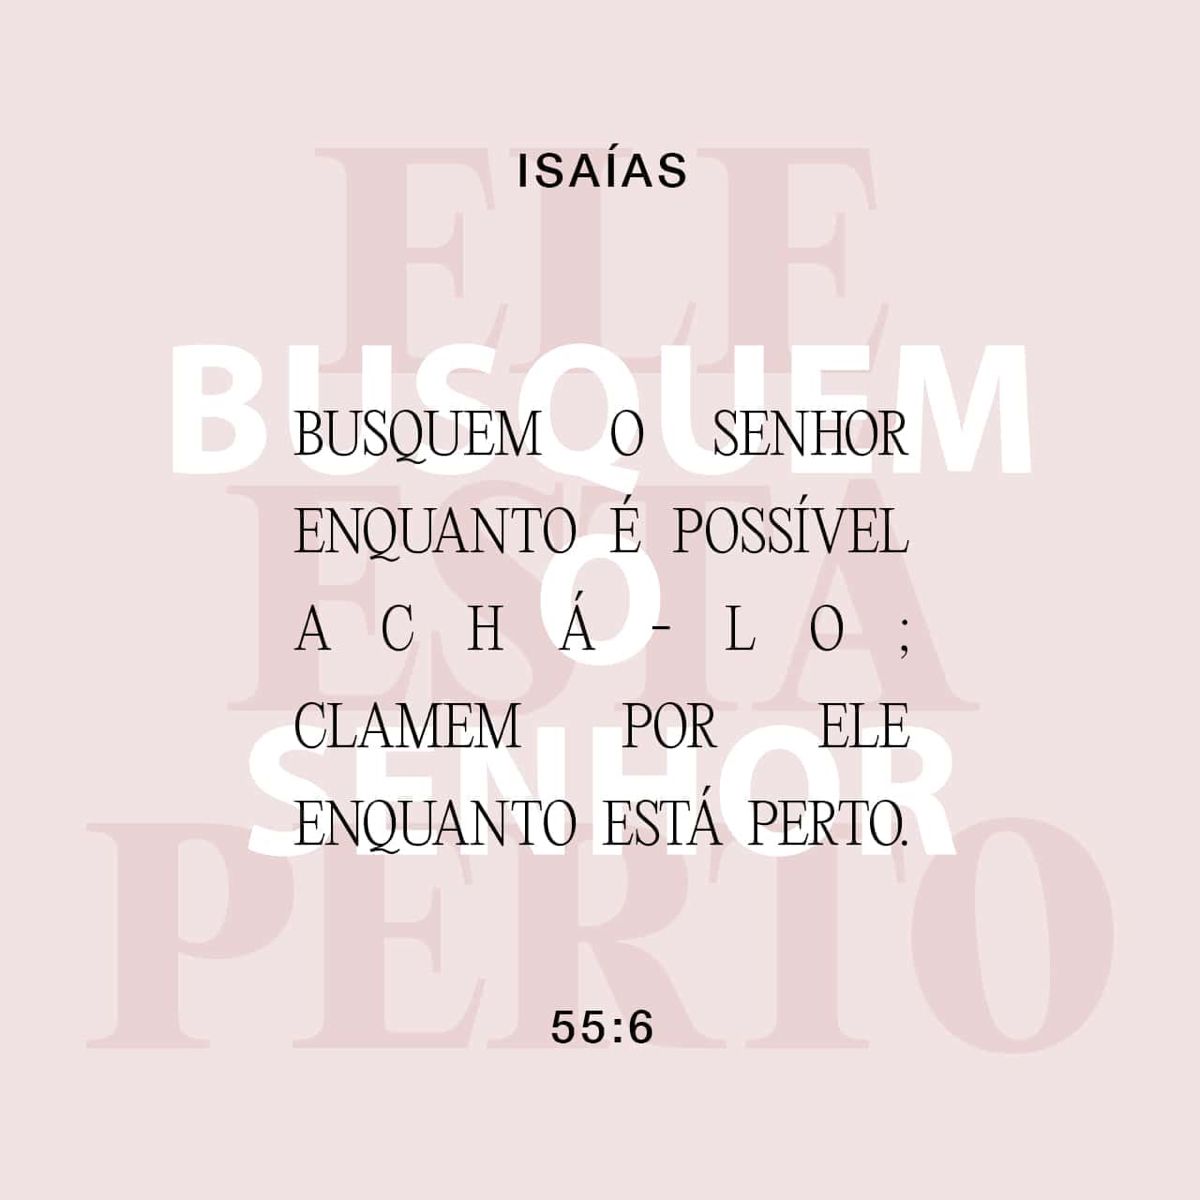 ISAÍAS
ELE
BUSQUEM
BUSQUEM O SENHOR
ESTÁ
ENQUANTO É POSSÍVEL
O
ACHÁ-LO;
CLAMEM POR ELE
SENHOR
ENQUANTO ESTÁ PERTO.
PERTO
55:6